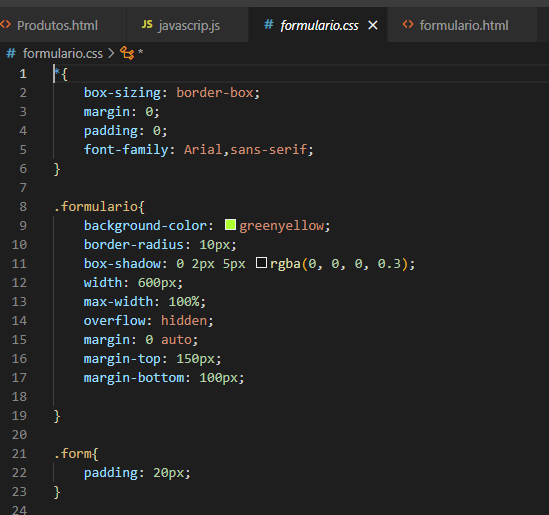 Produtos.html JS javascrip.js # formulario.css × formulario.html
# formulario.css > *
1 *{
2 box-sizing: border-box;
3 margin: 0;
4 padding: 0;
5 font-family: Arial,sans-serif;
6 }
7
8 .formulario{
9 background-color: greenyellow;
10 border-radius: 10px;
11 box-shadow: 0 2px 5px rgba(0, 0, 0, 0.3);
12 width: 600px;
13 max-width: 100%;
14 overflow: hidden;
15 margin: 0 auto;
16 margin-top: 150px;
17 margin-bottom: 100px;
18
19 }
20
21 .form{
22 padding: 20px;
23 }
24